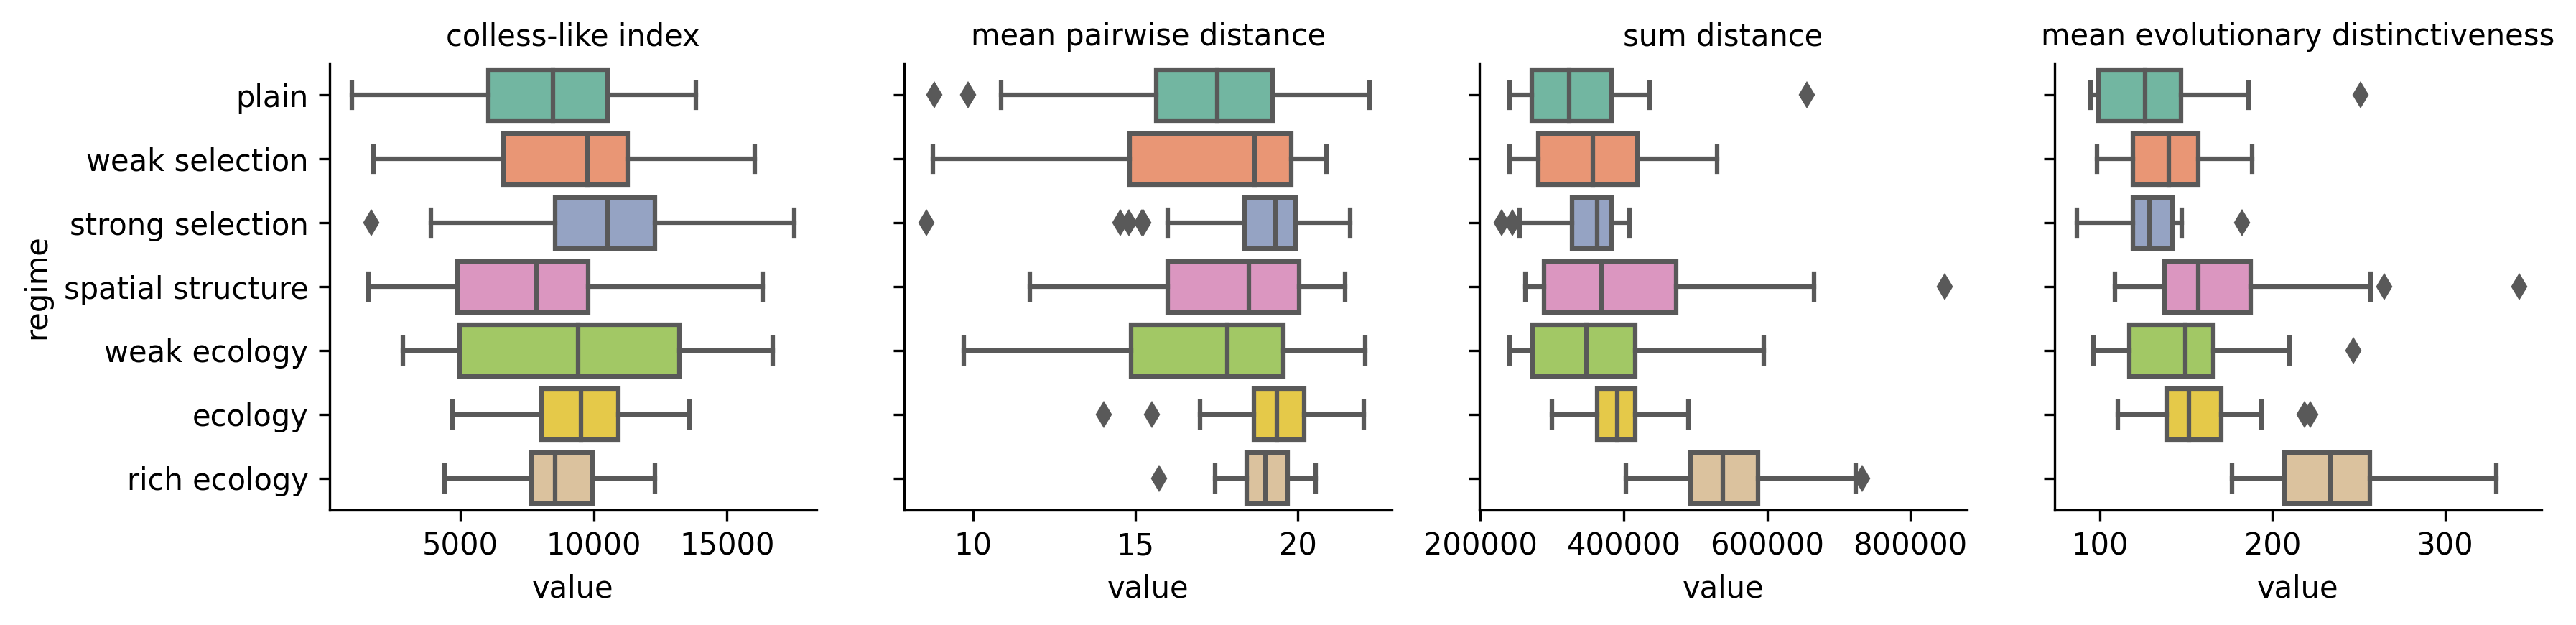 colless-like index
mean pairwise distance
sum distance
mean evolutionary distinctiveness
regime
plain
weak selection
strong selection
spatial structure
weak ecology
ecology
rich ecology
5000 10000 15000
10 15 20
200000 400000 600000 800000
100 200 300
value
value
value
value